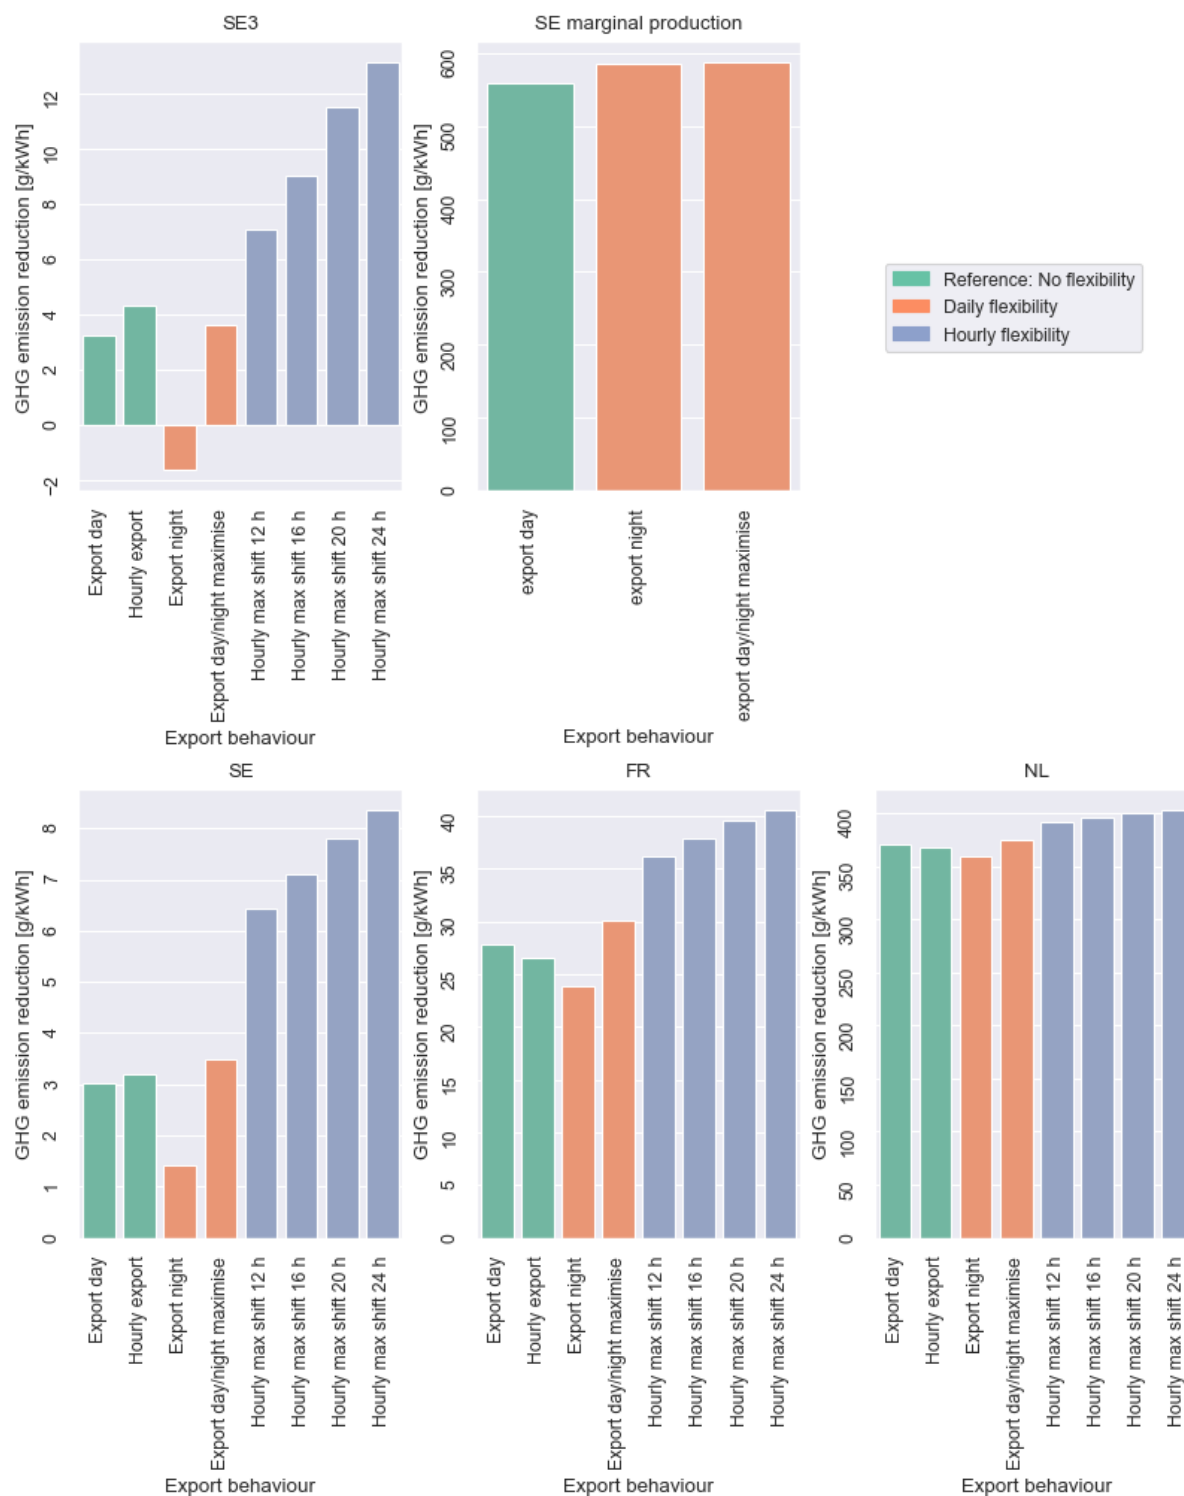 SE3
GHG emission reduction [g/kWh]
12
10
8
6
4
2
0
−2
Export day
Hourly export
Export night
Export day/night maximise
Hourly max shift 12 h
Hourly max shift 16 h
Hourly max shift 20 h
Hourly max shift 24 h
Export behaviour
SE marginal production
GHG emission reduction [g/kWh]
600
500
400
300
200
100
0
export day
export night
export day/night maximise
Export behaviour
Reference: No flexibility
Daily flexibility
Hourly flexibility
SE
GHG emission reduction [g/kWh]
8
7
6
5
4
3
2
1
0
Export day
Hourly export
Export night
Export day/night maximise
Hourly max shift 12 h
Hourly max shift 16 h
Hourly max shift 20 h
Hourly max shift 24 h
Export behaviour
FR
GHG emission reduction [g/kWh]
40
35
30
25
20
15
10
5
0
Export day
Hourly export
Export night
Export day/night maximise
Hourly max shift 12 h
Hourly max shift 16 h
Hourly max shift 20 h
Hourly max shift 24 h
Export behaviour
NL
GHG emission reduction [g/kWh]
400
350
300
250
200
150
100
50
0
Export day
Hourly export
Export night
Export day/night maximise
Hourly max shift 12 h
Hourly max shift 16 h
Hourly max shift 20 h
Hourly max shift 24 h
Export behaviour